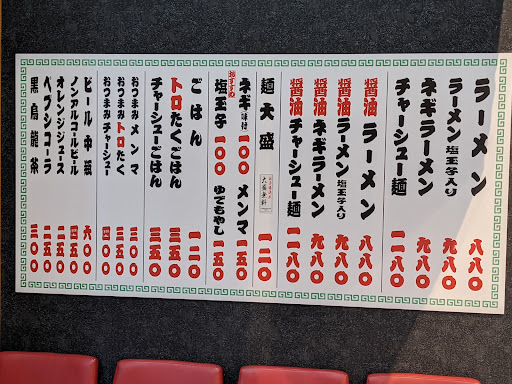 ラーメン 八八〇
ラーメン 塩玉子入り 九八〇
ネギラーメン 九八〇
チャーシュー麺 一一八〇
醤油ラーメン 八八〇
醤油ラーメン 塩玉子入り 九八〇
醤油ネギラーメン 九八〇
醤油チャーシュー麺 一一八〇
麺大盛 大盛無料 一二〇
ネギ 味付 一〇〇 メンマ 一五〇
おすすめ 塩玉子 一〇〇 ゆでもやし 一五〇
ごはん 一二〇
トロたくごはん 三五〇
チャーシューごはん 三五〇
おつまみメンマ 三〇〇
おつまみトロたく 三五〇
おつまみチャーシュー
ビール中瓶 六〇〇
ノンアルコールビール
オレンジジュース 二五〇
ペプシコーラ 二五〇
黒烏龍茶 三〇〇